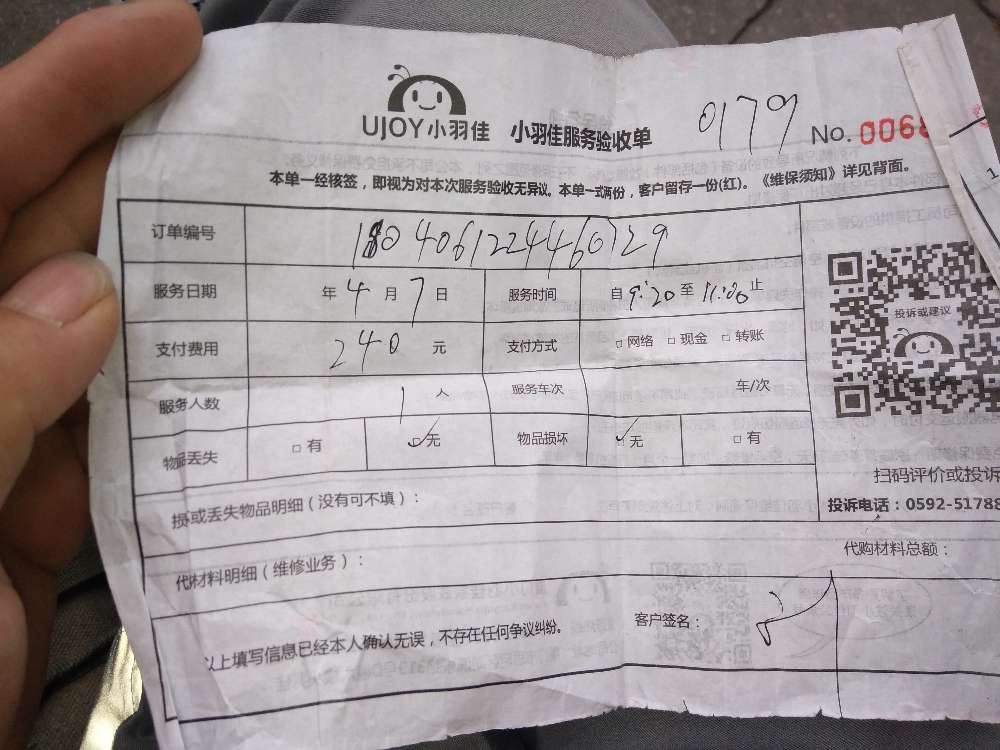 UJOY小羽佳 小羽佳服务验收单 0179 No. 0068
本单一经核签，即视为对本次服务验收无异议。本单一式两份，客户留存一份(红)。《维保须知》详见背面。
订单编号 1804061224460729
服务日期 年 4 月 7 日 服务时间 自 9:20 至 11:00 止
投诉或建议
支付费用 240 元 支付方式 □ 网络 □ 现金 □ 转账
服务人数 1 人 服务车次 车/次
物品丢失 □ 有 ☑ 无 物品损坏 ☑ 无 □ 有
扫码评价或投诉
投诉电话：0592-51788
损或丢失物品明细（没有可不填）：
代材料明细（维修业务）： 代购材料总额：
以上填写信息已经本人确认无误，不存在任何争议纠纷。 客户签名：